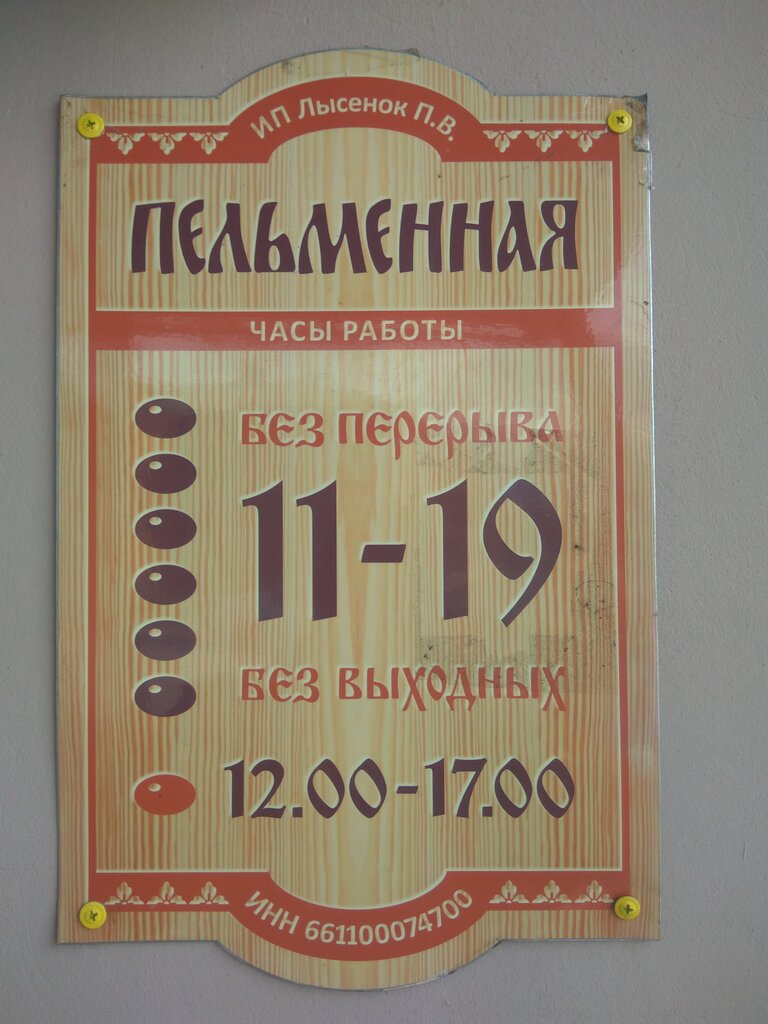 ИП Лысенок П.В.
ПЕЛЬМЕННАЯ
ЧАСЫ РАБОТЫ
БЕЗ ПЕРЕРЫВА
11-19
БЕЗ ВЫХОДНЫХ
12.00-17.00
ИНН 661100074700